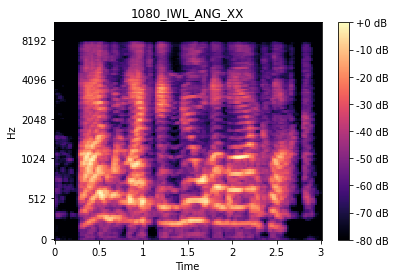 1080_IWL_ANG_XX
+0 dB
8192
-10 dB
4096
-20 dB
-30 dB
2048
Hz
-40 dB
1024
-50 dB
512
-60 dB
-70 dB
0
-80 dB
0 0.5 1 1.5 2 2.5 3
Time